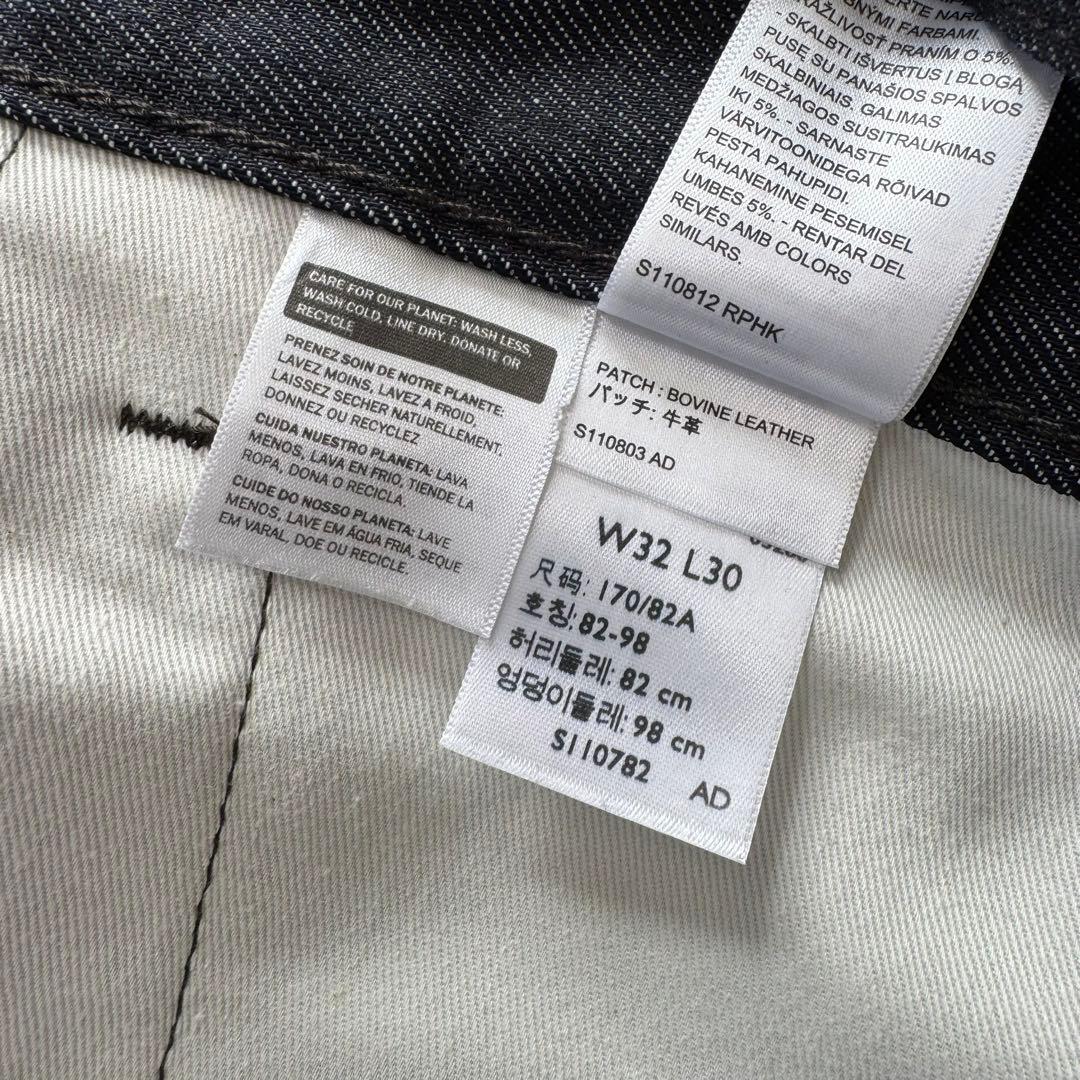 CARE FOR OUR PLANET: WASH LESS,
WASH COLD, LINE DRY, DONATE OR
RECYCLE
PRENEZ SOIN DE NOTRE PLANETE:
LAVEZ MOINS, LAVEZ A FROID,
LAISSEZ SECHER NATURELLEMENT,
DONNEZ OU RECYCLEZ
CUIDA NUESTRO PLANETA: LAVA
MENOS, LAVA EN FRIO, TIENDE LA
ROPA, DONA O RECICLA.
CUIDE DO NOSSO PLANETA: LAVE
MENOS, LAVE EM ÁGUA FRIA, SEQUE
EM VARAL, DOE OU RECICLE.
FARBAMI.
PRANÍM O 5%
- SKALBTI IŠVERTUS Į BLOGĄ
PUSĘ SU PANAŠIOS SPALVOS
SKALBINIAIS. GALIMAS
MEDŽIAGOS SUSITRAUKIMAS
IKI 5%. - SARNASTE
VÄRVITOONIDEGA RÕIVAD
PESTA PAHUPIDI.
KAHANEMINE PESEMISEL
UMBES 5%. - RENTAR DEL
REVÉS AMB COLORS
SIMILARS.
S110812 RPHK
PATCH : BOVINE LEATHER
パッチ: 牛革
S110803 AD
W32 L30
尺码: 170/82A
호칭: 82-98
허리둘레: 82 cm
엉덩이둘레: 98 cm
S110782 AD